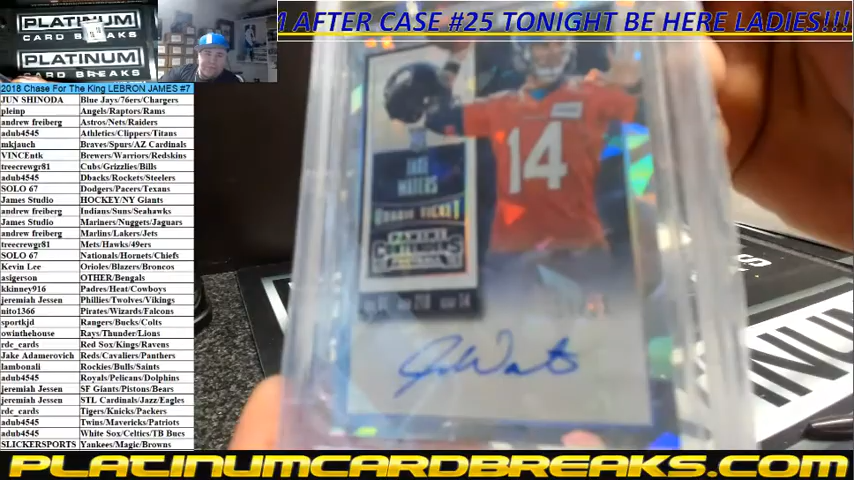 PLATINUM
CARD BREAKS
PLATINUM
CARD BREAKS
AFTER CASE #25 TONIGHT BE HERE LADIES!!!
2018 Chase For The King LEBRON JAMES #7
JUN SHINODA Blue Jays/76ers/Chargers
pleinp Angels/Raptors/Rams
andrew freiberg Astros/Nets/Raiders
adub4545 Athletics/Clippers/Titans
mkjauch Braves/Spurs/AZ Cardinals
VINCEntk Brewers/Warriors/Redskins
treecrewgr81 Cubs/Grizzlies/Bills
adub4545 Dbacks/Rockets/Steelers
SOLO 67 Dodgers/Pacers/Texans
James Studio HOCKEY/NY Giants
andrew freiberg Indians/Suns/Seahawks
James Studio Mariners/Nuggets/Jaguars
andrew freiberg Marlins/Lakers/Jets
treecrewgr81 Mets/Hawks/49ers
SOLO 67 Nationals/Hornets/Chiefs
Kevin Lee Orioles/Blazers/Broncos
asigerson OTHER/Bengals
kkinney916 Padres/Heat/Cowboys
jeremiah Jessen Phillies/Twolves/Vikings
nito1366 Pirates/Wizards/Falcons
sportkjd Rangers/Bucks/Colts
owinthehouse Rays/Thunder/Lions
rdc_cards Red Sox/Kings/Ravens
Jake Adamerovich Reds/Cavaliers/Panthers
lambonali Rockies/Bulls/Saints
adub4545 Royals/Pelicans/Dolphins
jeremiah Jessen SF Giants/Pistons/Bears
jeremiah Jessen STL Cardinals/Jazz/Eagles
rdc_cards Tigers/Knicks/Packers
adub4545 Twins/Mavericks/Patriots
adub4545 White Sox/Celtics/TB Bucs
SLICKERSPORTS Yankees/Magic/Browns
14
JAKE
WATERS
ROOKIE TICKET
PANINI
CONTENDERS
FOOTBALL
PLATINUMCARDBREAKS.COM